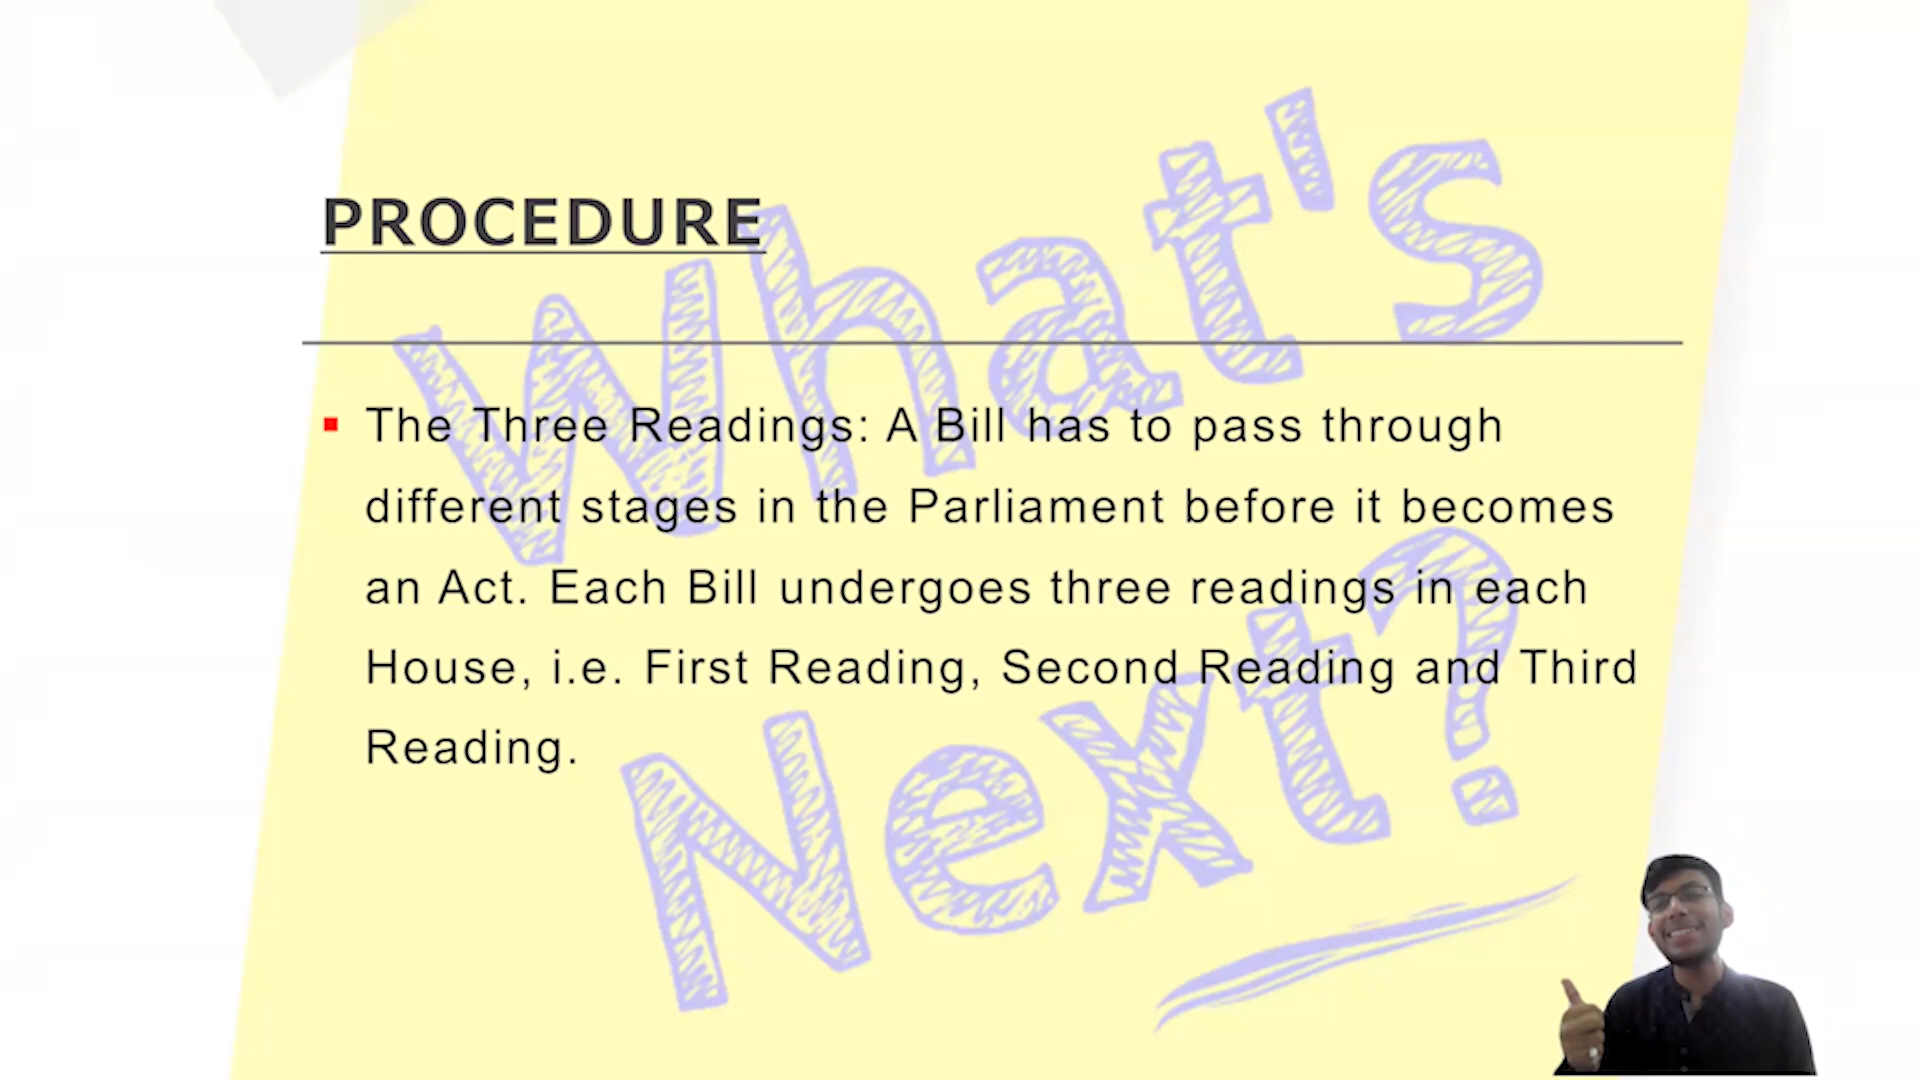 What's
Next?
PROCEDURE
The Three Readings: A Bill has to pass through
different stages in the Parliament before it becomes
an Act. Each Bill undergoes three readings in each
House, i.e. First Reading, Second Reading and Third
Reading.